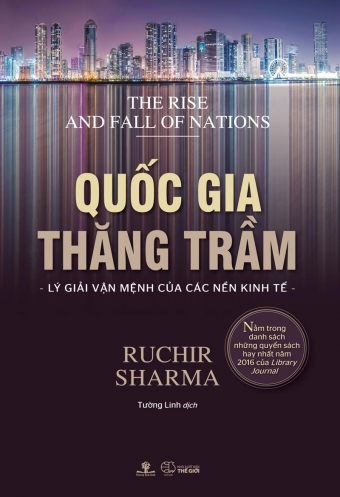 THE RISE
AND FALL OF NATIONS
QUỐC GIA
THĂNG TRẦM
- LÝ GIẢI VẬN MỆNH CỦA CÁC NỀN KINH TẾ -
Nằm trong
danh sách
những quyển sách
hay nhất năm
2016 của Library
Journal
RUCHIR
SHARMA
Tường Linh dịch
THẾ GIỚI